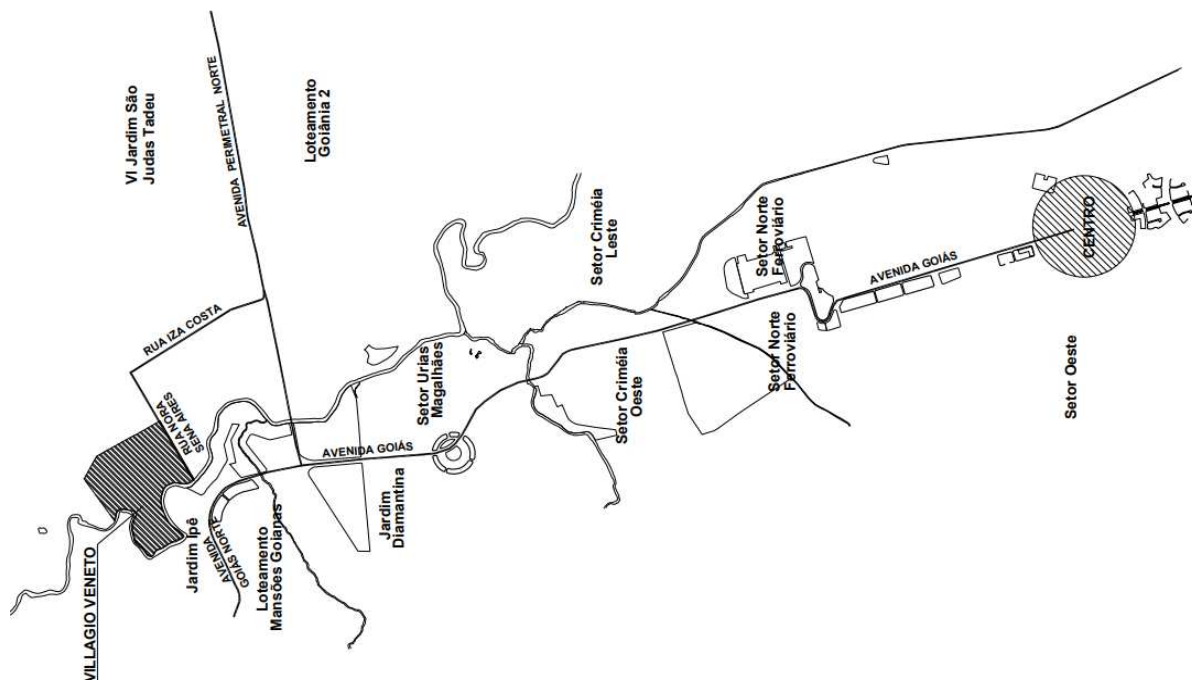 VI Jardim São
Judas Tadeu
AVENIDA PERIMETRAL NORTE
Loteamento
Goiânia 2
RUA IZA COSTA
RUA NORA
SENA AIRES
VILLAGIO VENETO
Jardim Ipê
AVENIDA
GOIÁS NORTE
Loteamento
Mansões Goianas
AVENIDA GOIÁS
Jardim
Diamantina
Setor Urias
Magalhães
Setor Criméia
Leste
Setor Criméia
Oeste
Setor Norte
Ferroviário
Setor Norte
Ferroviário
AVENIDA GOIÁS
CENTRO
Setor Oeste